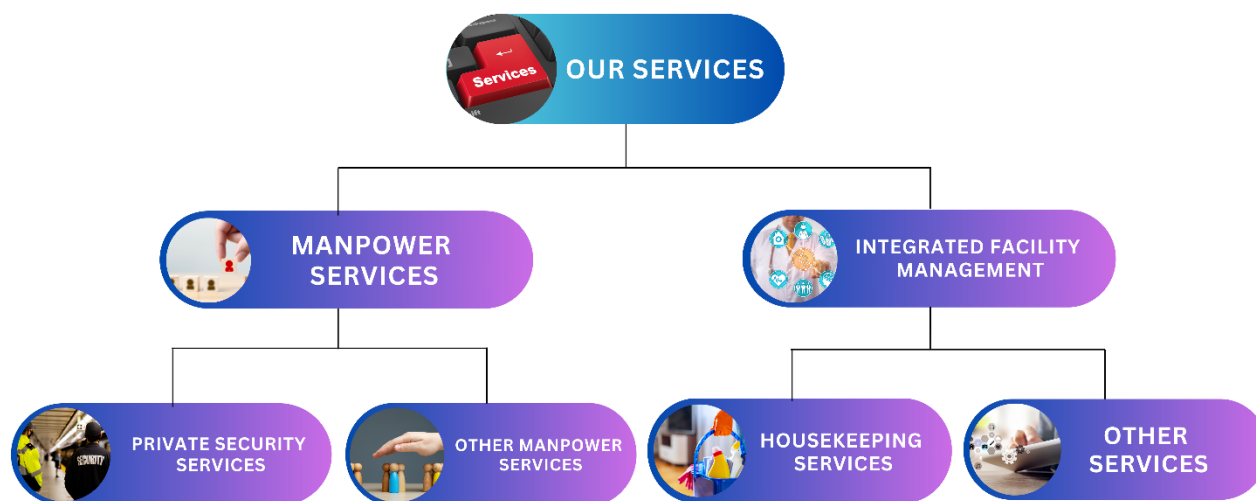 Services
OUR SERVICES
MANPOWER
SERVICES
INTEGRATED FACILITY
MANAGEMENT
SECURITY
PRIVATE SECURITY
SERVICES
OTHER MANPOWER
SERVICES
HOUSEKEEPING
SERVICES
OTHER
SERVICES